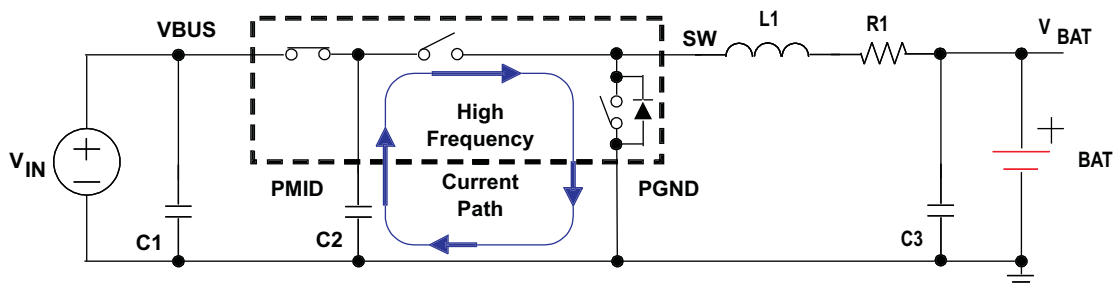 L1
R1
V BAT
VBUS
SW
High
Frequency
Current
Path
V IN
+
−
PMID
PGND
+
BAT
C1
C2
C3